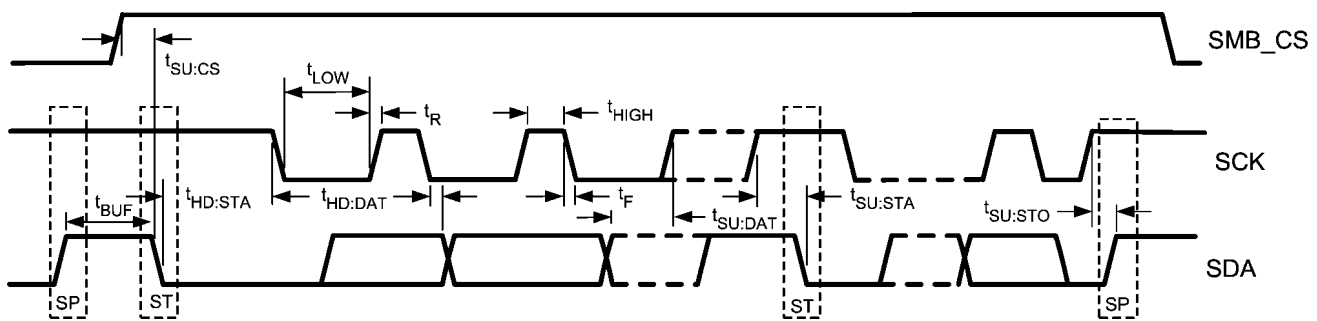 SMB_CS
tSU:CS
tLOW
tR
tHIGH
SCK
tBUF
tHD:STA
tHD:DAT
tF
tSU:DAT
tSU:STA
tSU:STO
SDA
SP
ST
ST
SP